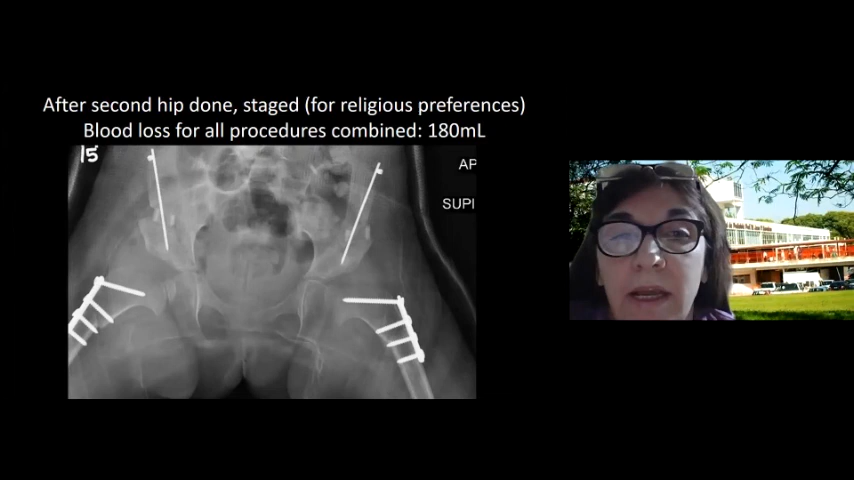 After second hip done, staged (for religious preferences)
Blood loss for all procedures combined: 180mL
15
AP
SUPI